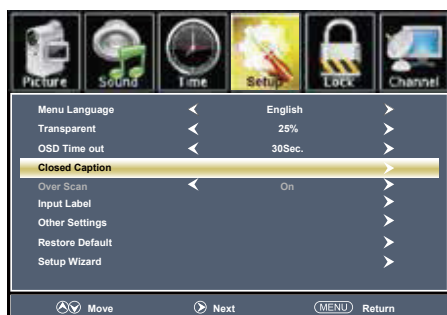 Picture Sound Time Setup Lock Channel
Menu Language English
Transparent 25%
OSD Time out 30Sec.
Closed Caption
Over Scan On
Input Label
Other Settings
Restore Default
Setup Wizard
Move Next MENU Return